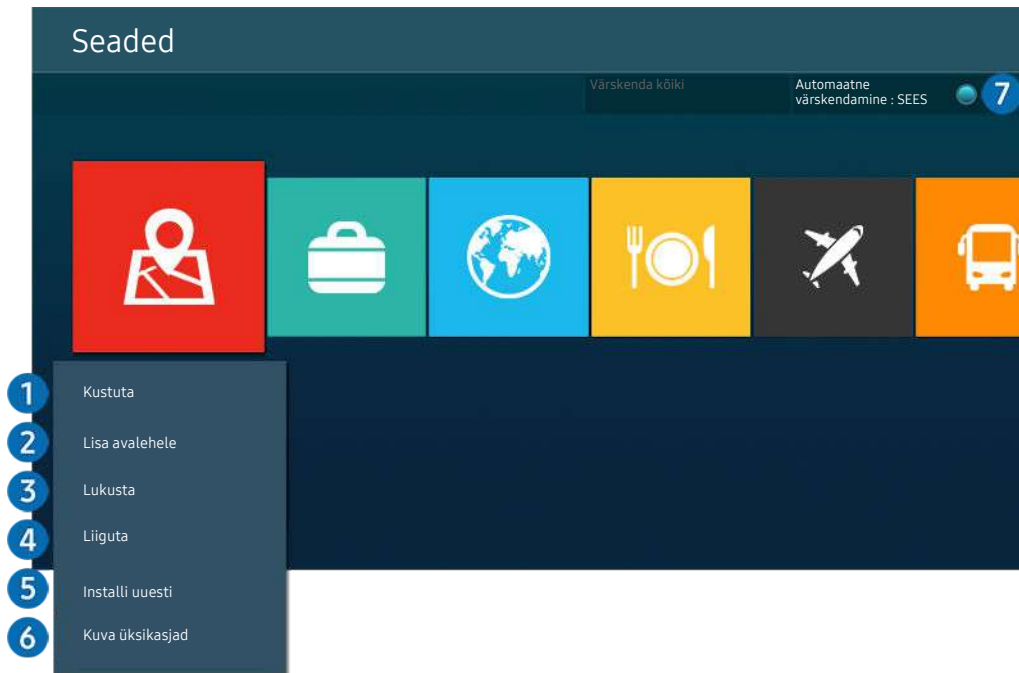 Seaded
Värskenda kõiki
Automaatne
värskendamine : SEES
7
1 Kustuta
2 Lisa avalehele
3 Lukusta
4 Liiguta
5 Installi uuesti
6 Kuva üksikasjad